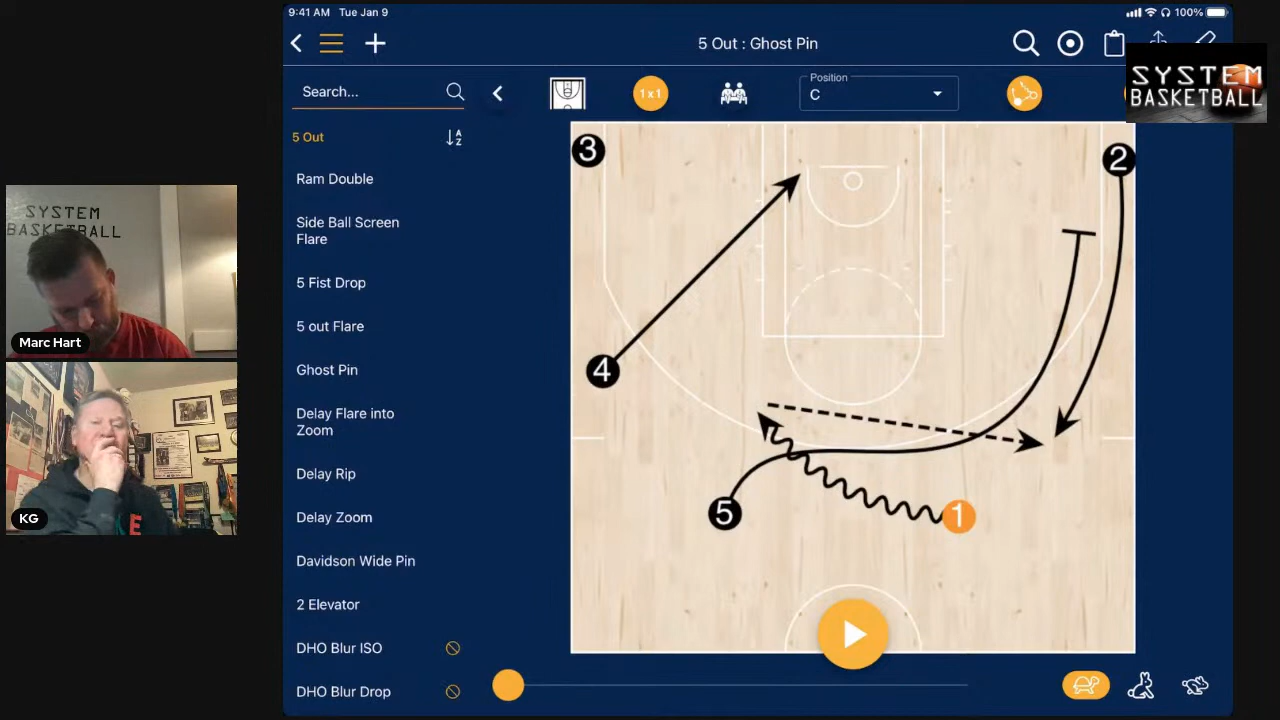 9:41 AM Tue Jan 9
100%
5 Out : Ghost Pin
SYSTEM
BASKETBALL
Search...
1 x 1
Position
C
5 Out
A
Z
Ram Double
Side Ball Screen
Flare
5 Fist Drop
5 out Flare
Ghost Pin
Delay Flare into
Zoom
Delay Rip
Delay Zoom
Davidson Wide Pin
2 Elevator
DHO Blur ISO
DHO Blur Drop
3
2
4
5
1
SYSTEM
BASKETBALL
Marc Hart
KG